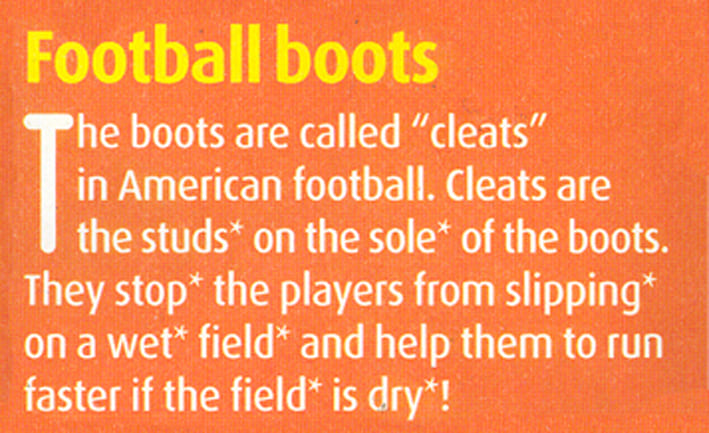 Football boots
The boots are called “cleats”
in American football. Cleats are
the studs* on the sole* of the boots.
They stop* the players from slipping*
on a wet* field* and help them to run
faster if the field* is dry*!